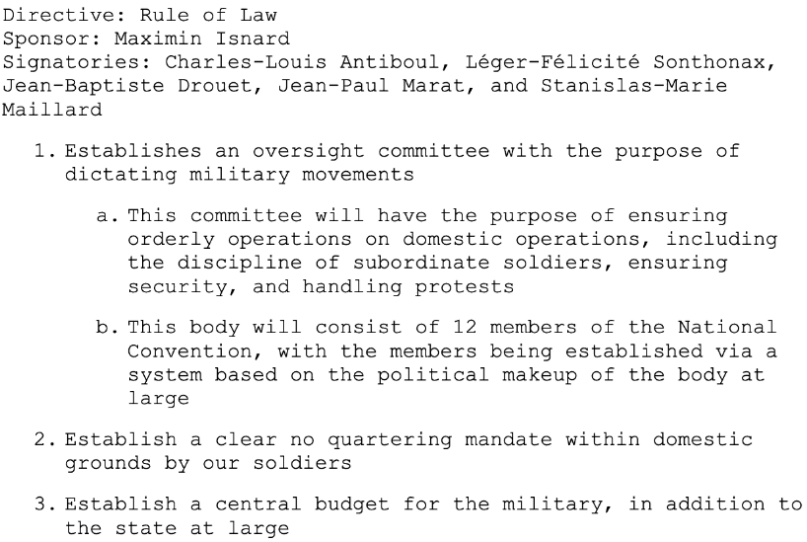 Directive: Rule of Law
Sponsor: Maximin Isnard
Signatories: Charles-Louis Antiboul, Léger-Félicité Sonthonax,
Jean-Baptiste Drouet, Jean-Paul Marat, and Stanislas-Marie
Maillard
1. Establishes an oversight committee with the purpose of
dictating military movements
a. This committee will have the purpose of ensuring
orderly operations on domestic operations, including
the discipline of subordinate soldiers, ensuring
security, and handling protests
b. This body will consist of 12 members of the National
Convention, with the members being established via a
system based on the political makeup of the body at
large
2. Establish a clear no quartering mandate within domestic
grounds by our soldiers
3. Establish a central budget for the military, in addition to
the state at large